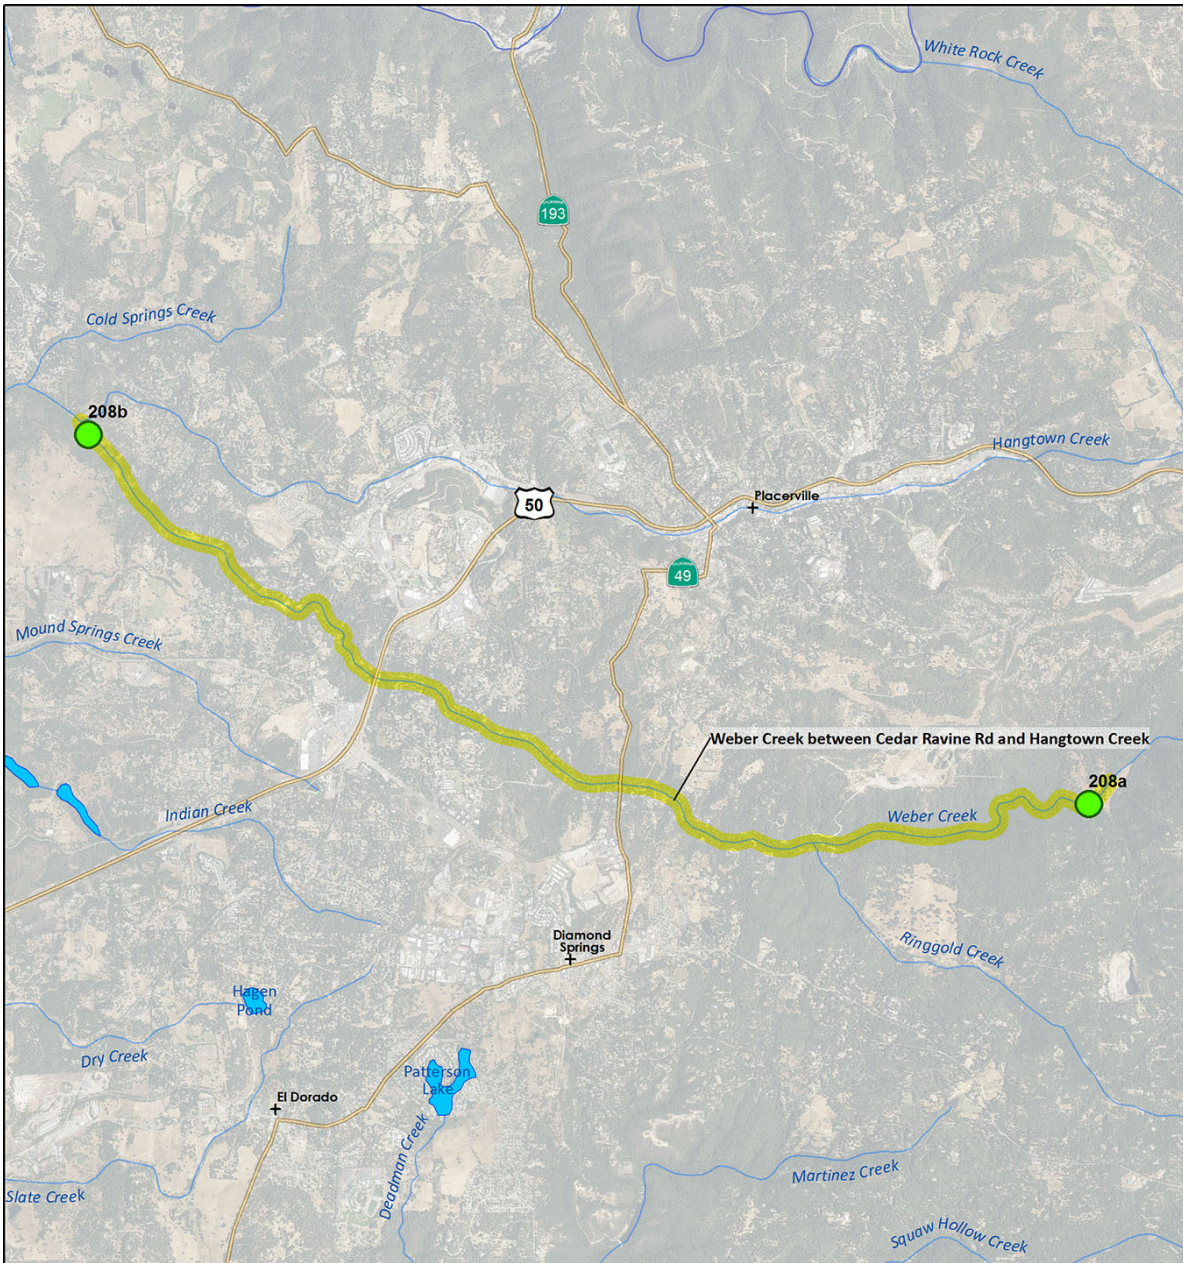 White Rock Creek
CALIFORNIA
193
Cold Springs Creek
208b
Hangtown Creek
Placerville
50
CALIFORNIA
49
Mound Springs Creek
Weber Creek between Cedar Ravine Rd and Hangtown Creek
208a
Indian Creek
Weber Creek
Diamond
Springs
Ringgold Creek
Hagen
Pond
Dry Creek
Patterson
Lake
El Dorado
Deadman Creek
Martinez Creek
Slate Creek
Squaw Hollow Creek